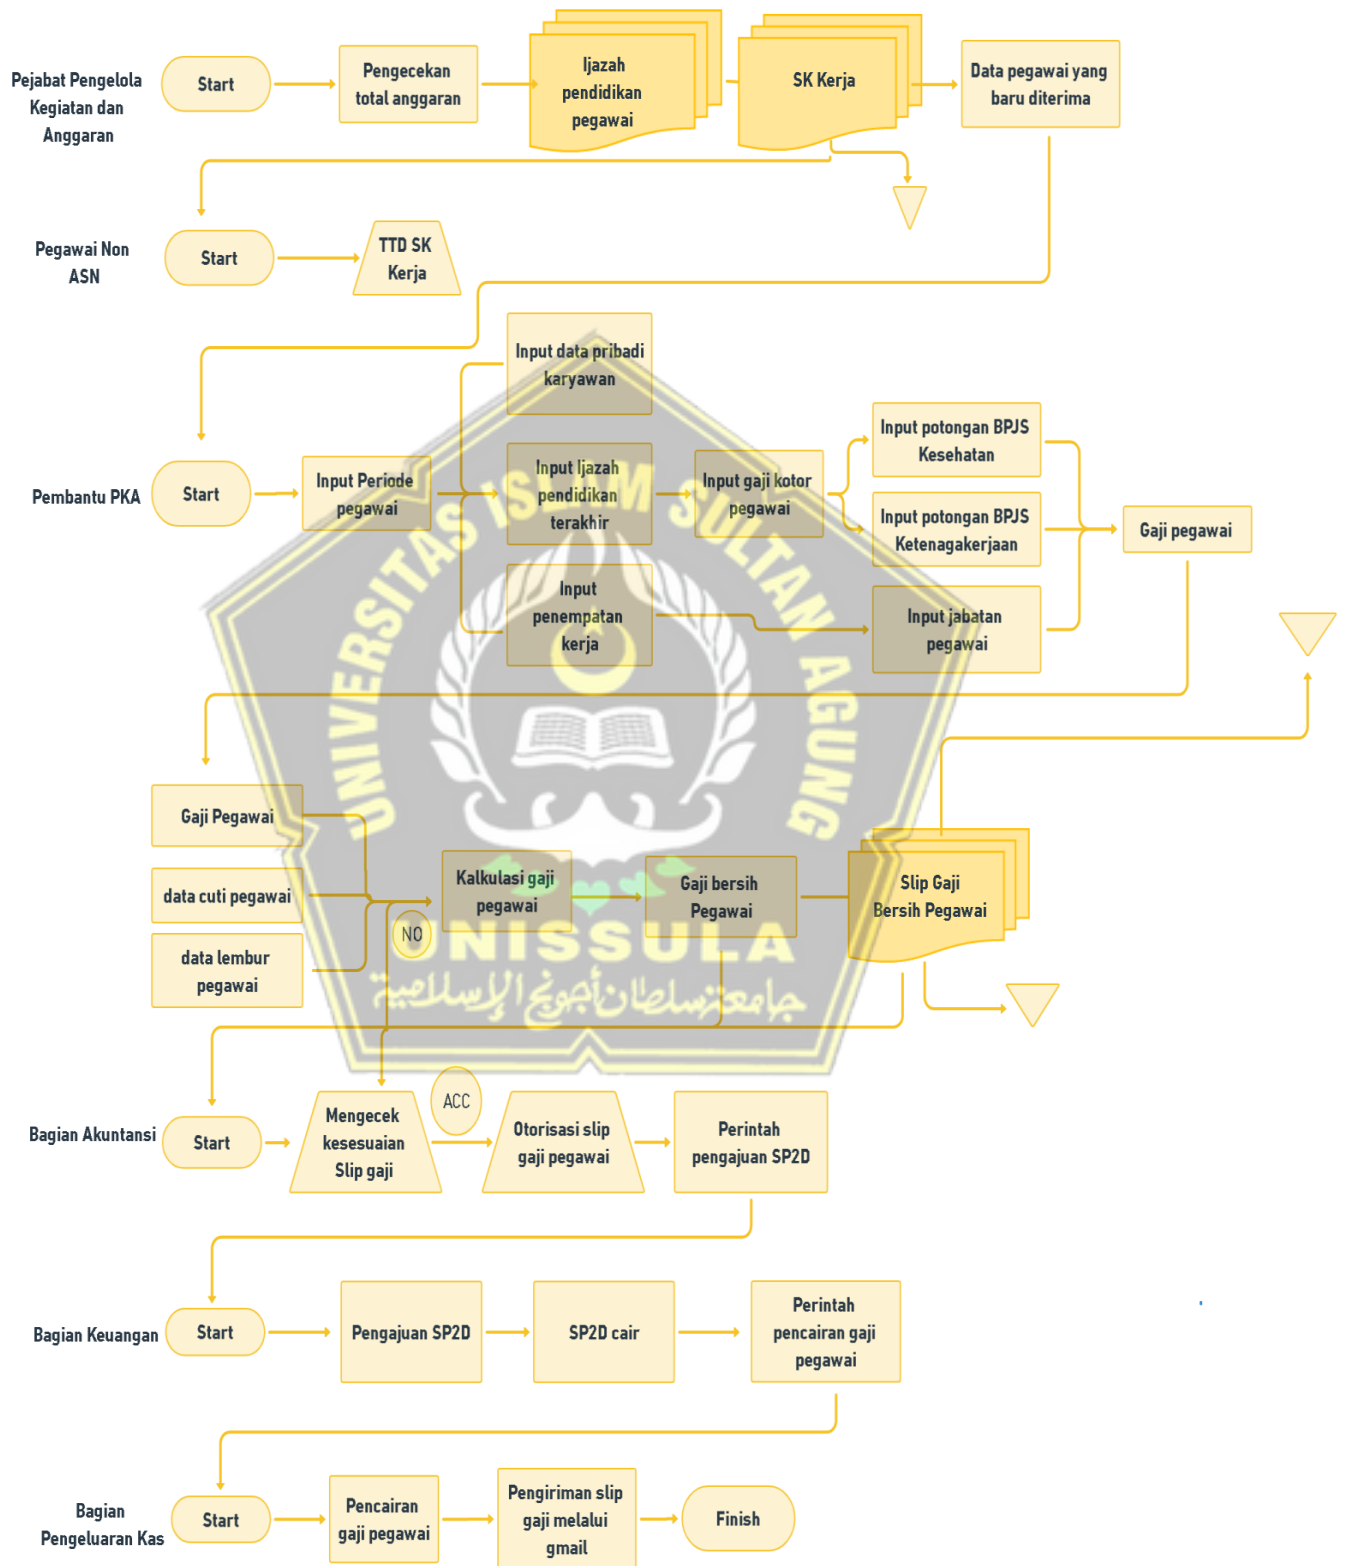 Pejabat Pengelola
Kegiatan dan
Anggaran
Start
Pengecekan
total anggaran
Ijazah
pendidikan
pegawai
SK Kerja
Data pegawai yang
baru diterima
Pegawai Non
ASN
Start
TTD SK
Kerja
Pembantu PKA
Start
Input Periode
pegawai
Input data pribadi
karyawan
Input Ijazah
pendidikan
terakhir
Input
penempatan
kerja
Input gaji kotor
pegawai
Input potongan BPJS
Kesehatan
Input potongan BPJS
Ketenagakerjaan
Input jabatan
pegawai
Gaji pegawai
UNIVERSITAS ISLAM SULTAN AGUNG
Gaji Pegawai
data cuti pegawai
data lembur
pegawai
NO
Kalkulasi gaji
pegawai
Gaji bersih
Pegawai
Slip Gaji
Bersih Pegawai
UNISSULA
جامعتسلطان أجونج الإسلامية
Bagian Akuntansi
Start
Mengecek
kesesuaian
Slip gaji
ACC
Otorisasi slip
gaji pegawai
Perintah
pengajuan SP2D
Bagian Keuangan
Start
Pengajuan SP2D
SP2D cair
Perintah
pencairan gaji
pegawai
Bagian
Pengeluaran Kas
Start
Pencairan
gaji pegawai
Pengiriman slip
gaji melalui
gmail
Finish